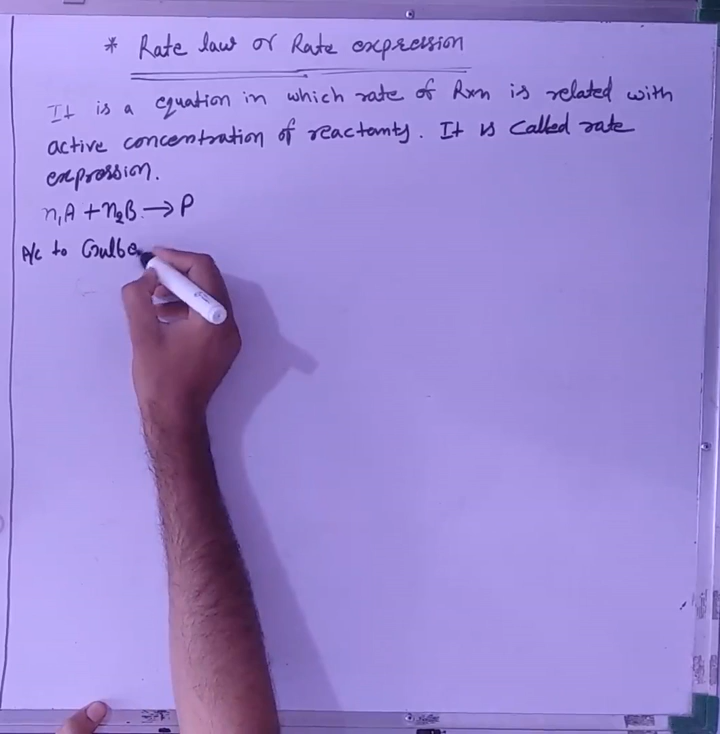 * Rate law or Rate expression
It is a equation in which rate of Rxn is related with
active concentration of reactants. It is Called rate
expression.
n₁A + n₂B → P
A/c to Gulbe